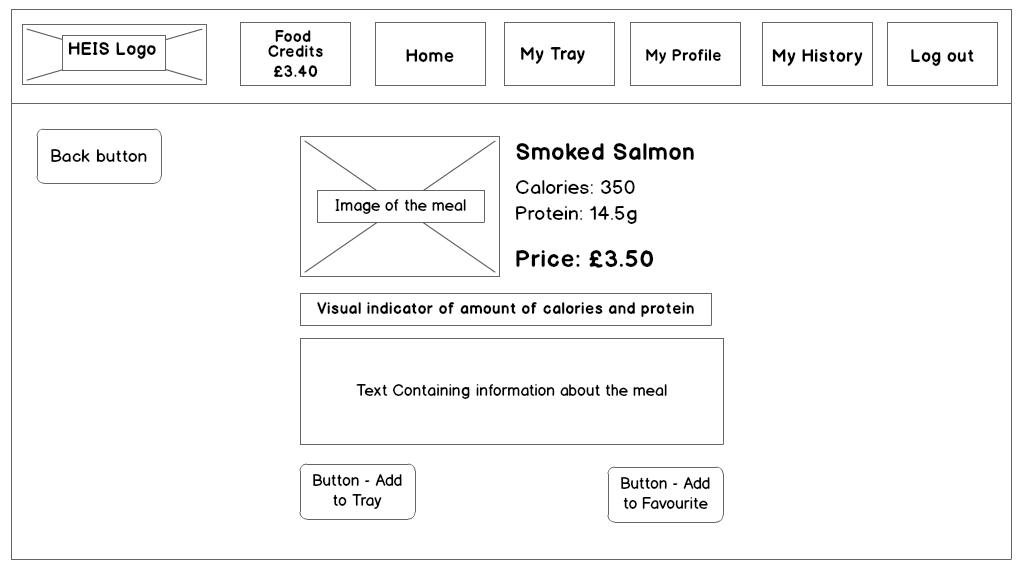 HEIS Logo
Food
Credits
£3.40
Home
My Tray
My Profile
My History
Log out
Back button
Image of the meal
Smoked Salmon
Calories: 350
Protein: 14.5g
Price: £3.50
Visual indicator of amount of calories and protein
Text Containing information about the meal
Button - Add
to Tray
Button - Add
to Favourite